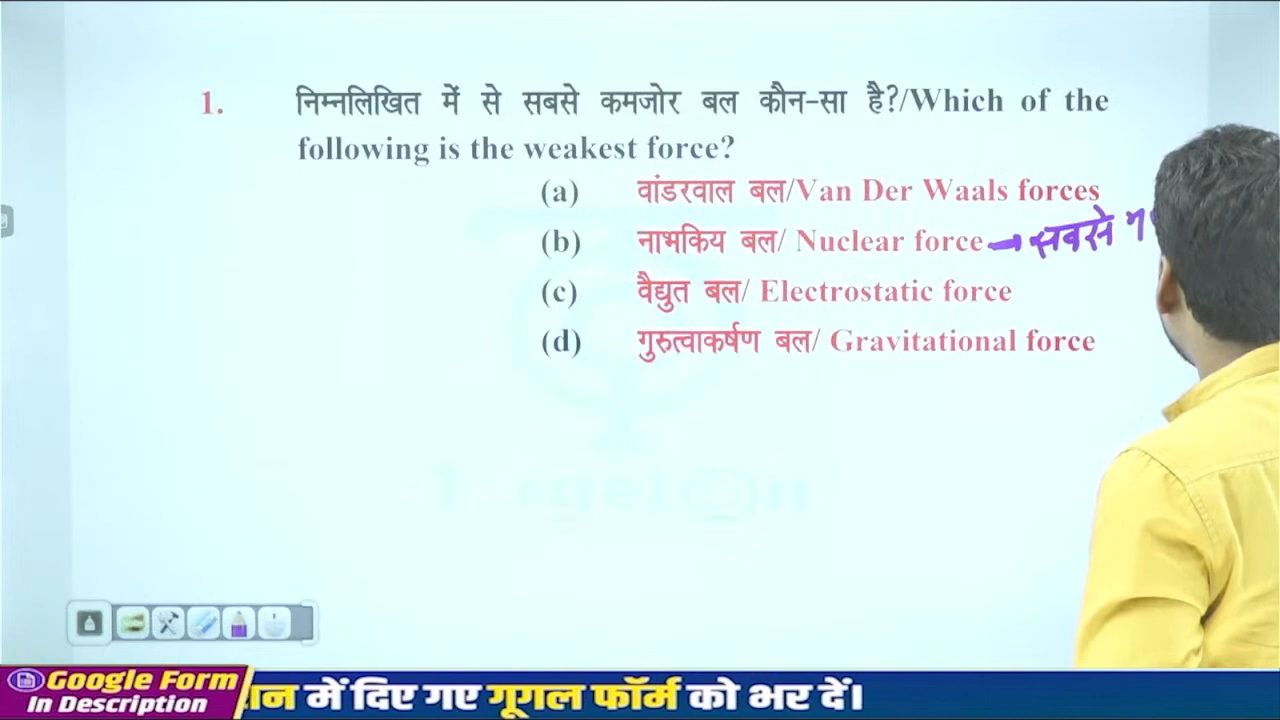 1. निम्नलिखित में से सबसे कमजोर बल कौन-सा है?/Which of the
following is the weakest force?
(a) वांडरवाल बल/Van Der Waals forces
(b) नाभकिय बल/ Nuclear force → सबसे
(c) वैद्युत बल/ Electrostatic force
(d) गुरुत्वाकर्षण बल/ Gravitational force
Google Form
In Description
में दिए गए गूगल फॉर्म को भर दें।